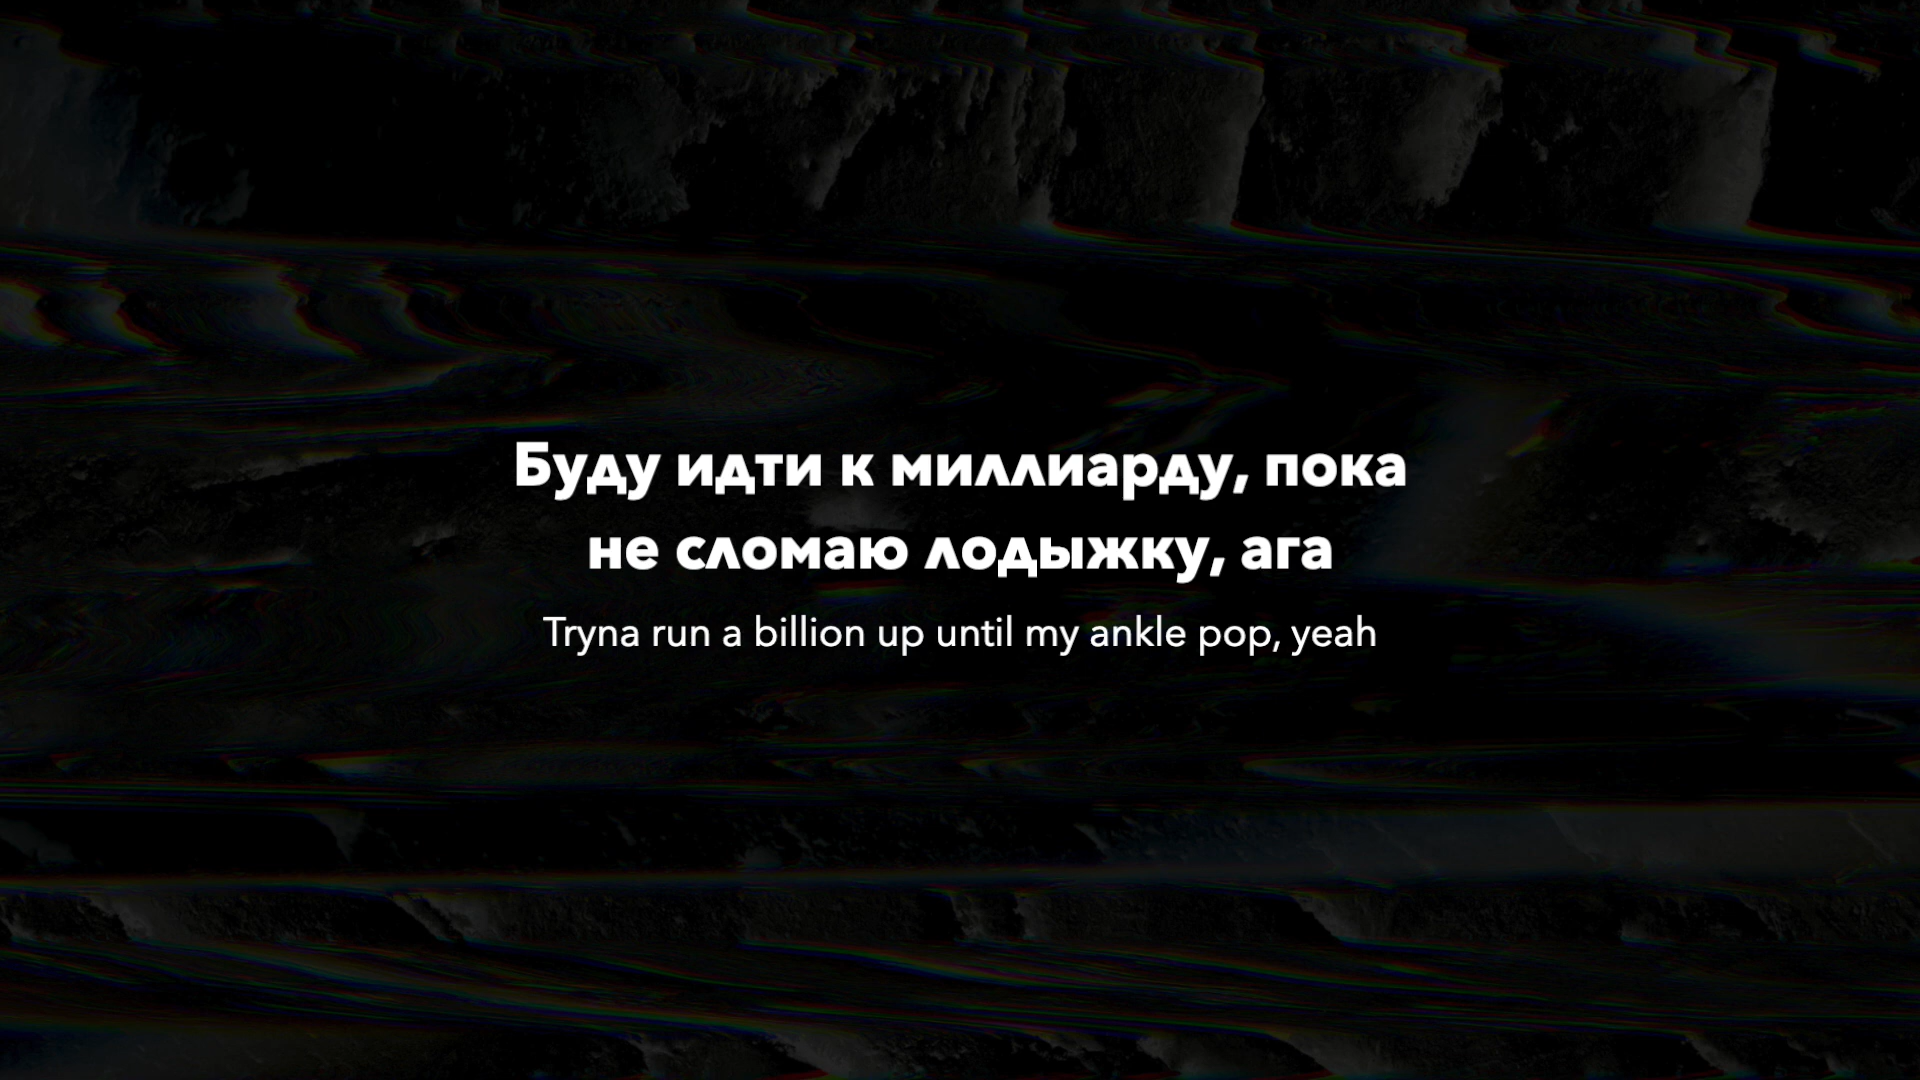 Буду идти к миллиарду, пока
не сломаю лодыжку, ага
Tryna run a billion up until my ankle pop, yeah